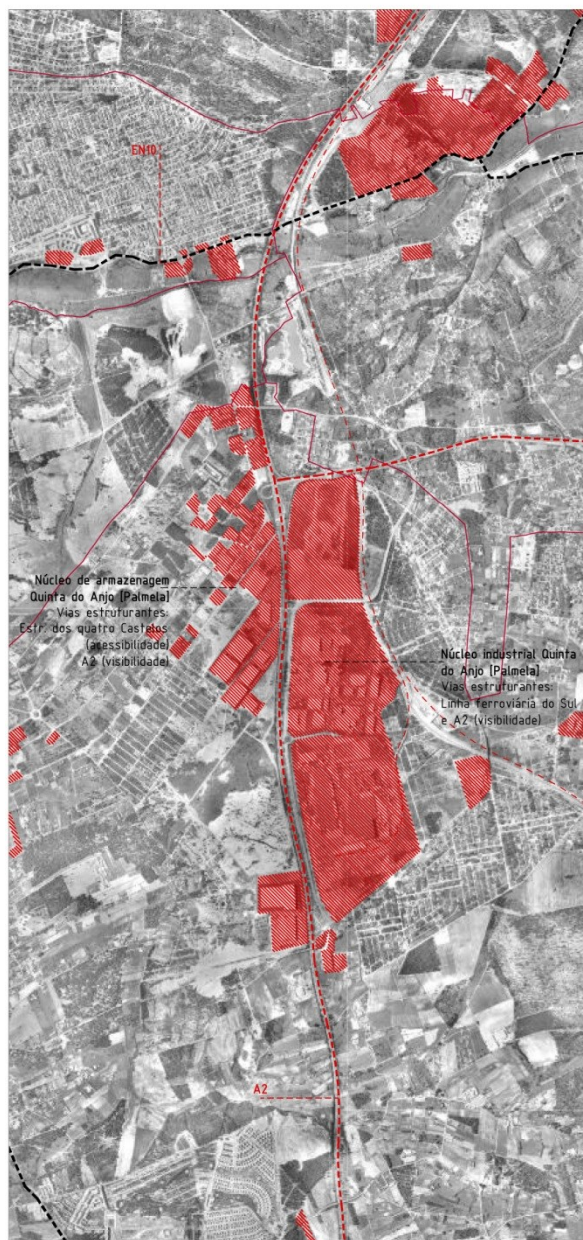 EN10
Núcleo de armazenagem
Quinta do Anjo [Palmela]
Vias estruturantes:
Estr. dos quatro Castelos
(acessibilidade)
A2 (visibilidade)
Núcleo industrial Quinta
do Anjo [Palmela]
Vias estruturantes:
Linha ferroviária do Sul
e A2 (visibilidade)
A2